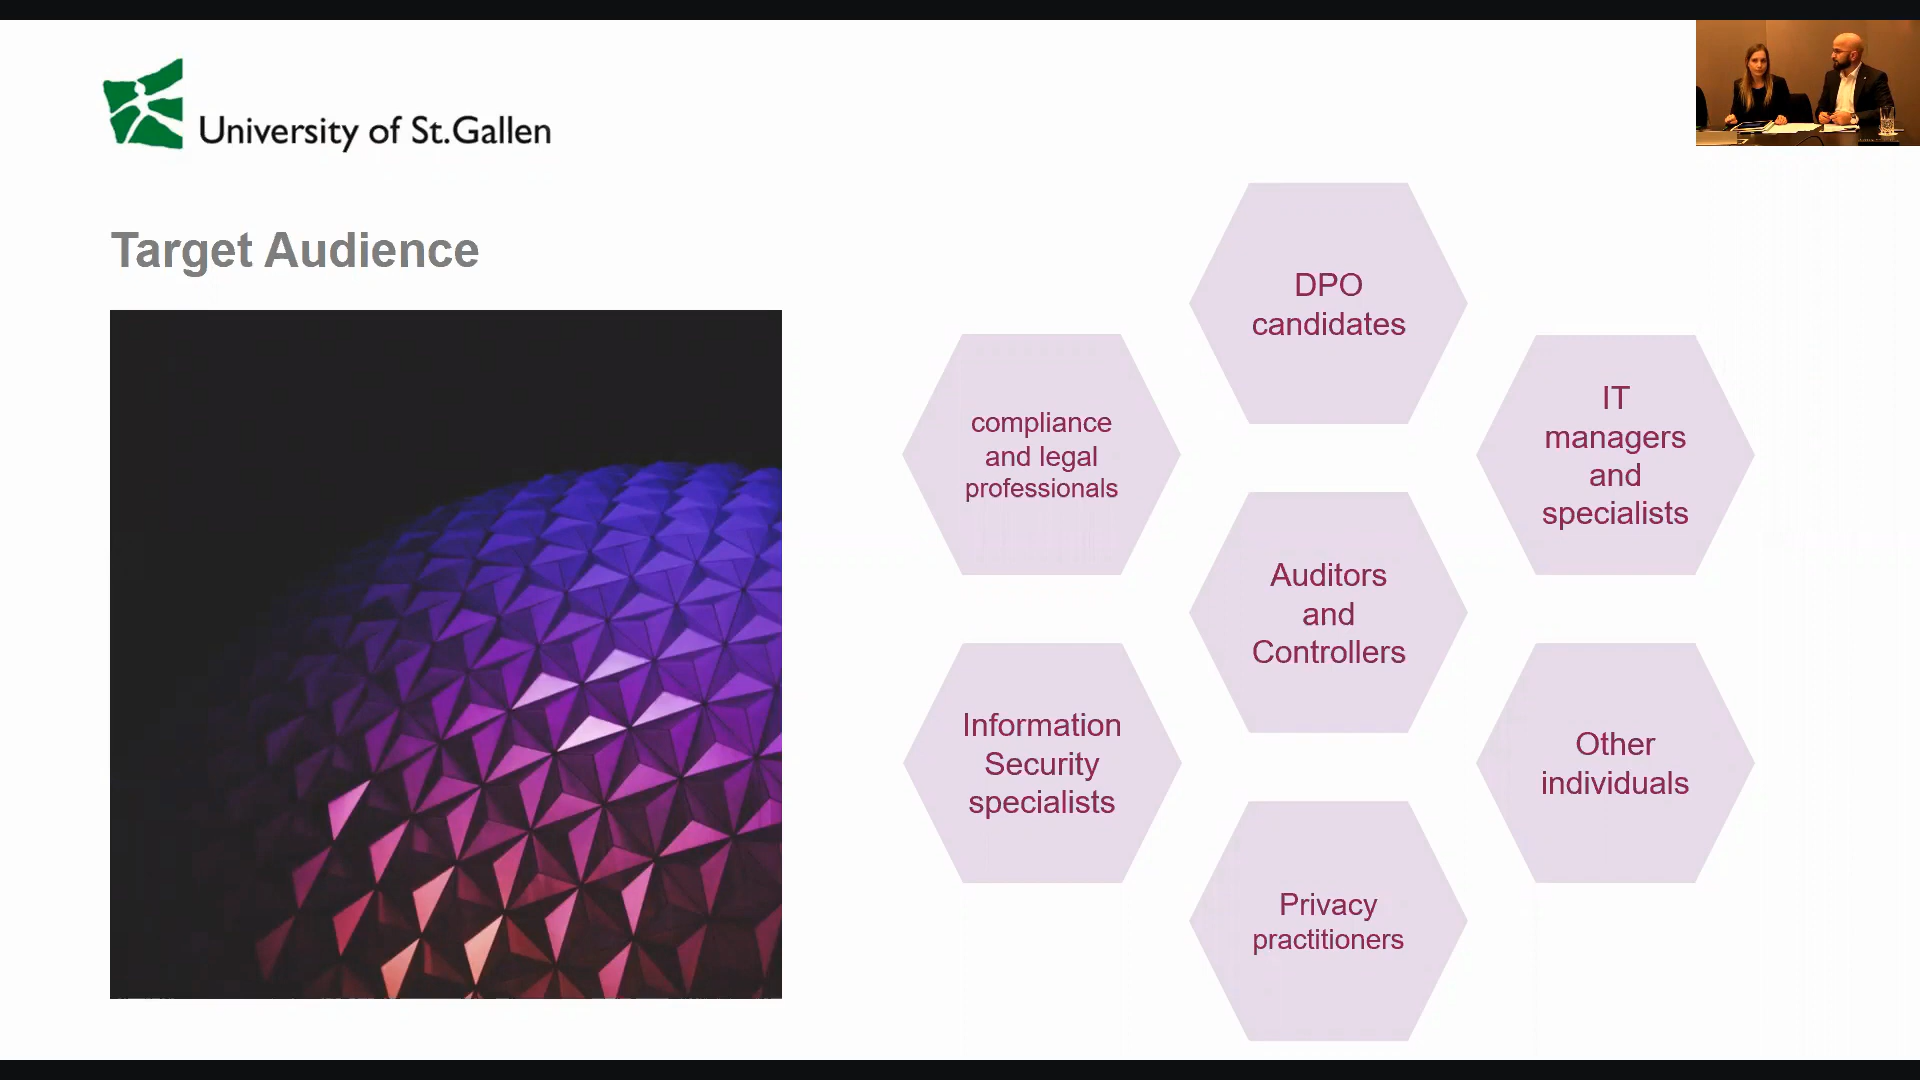 University of St.Gallen
Target Audience
DPO
candidates
compliance
and legal
professionals
IT
managers
and
specialists
Auditors
and
Controllers
Information
Security
specialists
Other
individuals
Privacy
practitioners